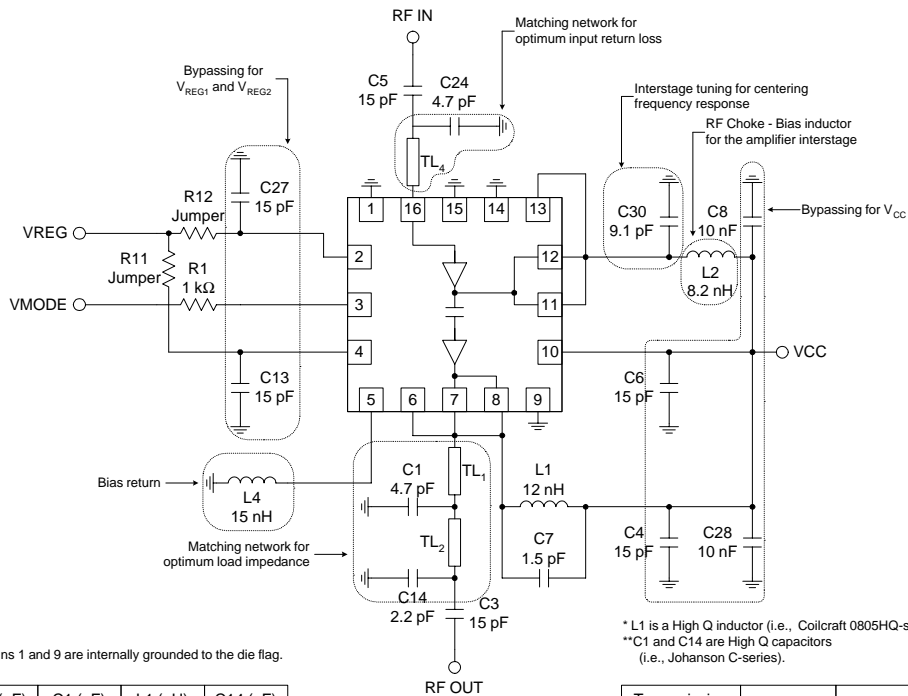 RF IN
Matching network for
optimum input return loss
Bypassing for
VREG1 and VREG2
C5
15 pF
C24
4.7 pF
Interstage tuning for centering
frequency response
RF Choke - Bias inductor
for the amplifier interstage
TL4
C27
15 pF
R12
Jumper
1
16
15
14
13
C30
9.1 pF
C8
10 nF
Bypassing for VCC
VREG
R11
Jumper
R1
1 kΩ
2
12
L2
8.2 nH
VMODE
3
11
4
10
VCC
C13
15 pF
C6
15 pF
5
6
7
8
9
Bias return
L4
15 nH
C1
4.7 pF
TL1
L1
12 nH
Matching network for
optimum load impedance
TL2
C7
1.5 pF
C4
15 pF
C28
10 nF
C14
2.2 pF
C3
15 pF
* L1 is a High Q inductor (i.e., Coilcraft 0805HQ-s
**C1 and C14 are High Q capacitors
(i.e., Johanson C-series).
ns 1 and 9 are internally grounded to the die flag.
RF OUT